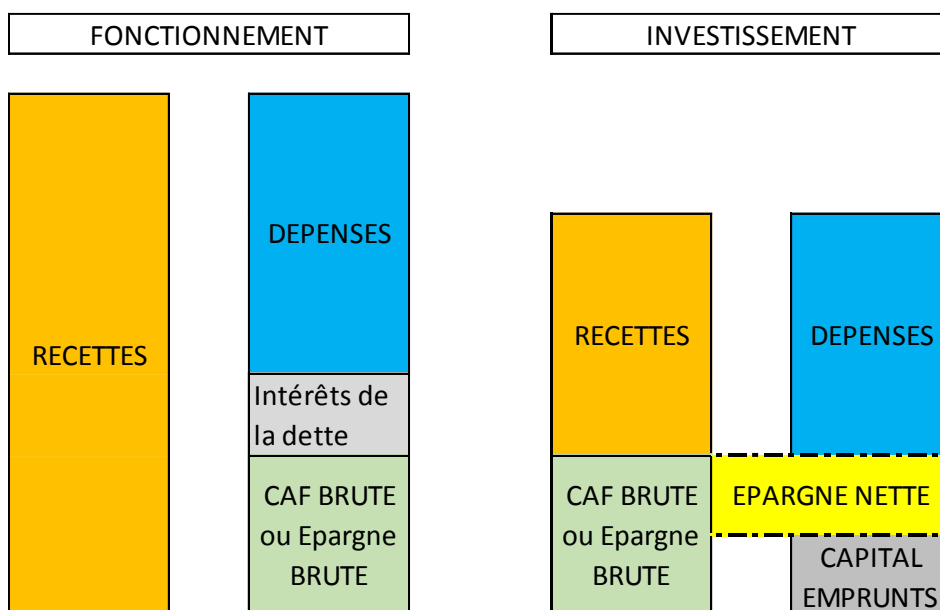 FONCTIONNEMENT
INVESTISSEMENT
RECETTES
DEPENSES
Intérêts de
la dette
CAF BRUTE
ou Epargne
BRUTE
RECETTES
DEPENSES
CAF BRUTE
ou Epargne
BRUTE
EPARGNE NETTE
CAPITAL
EMPRUNTS